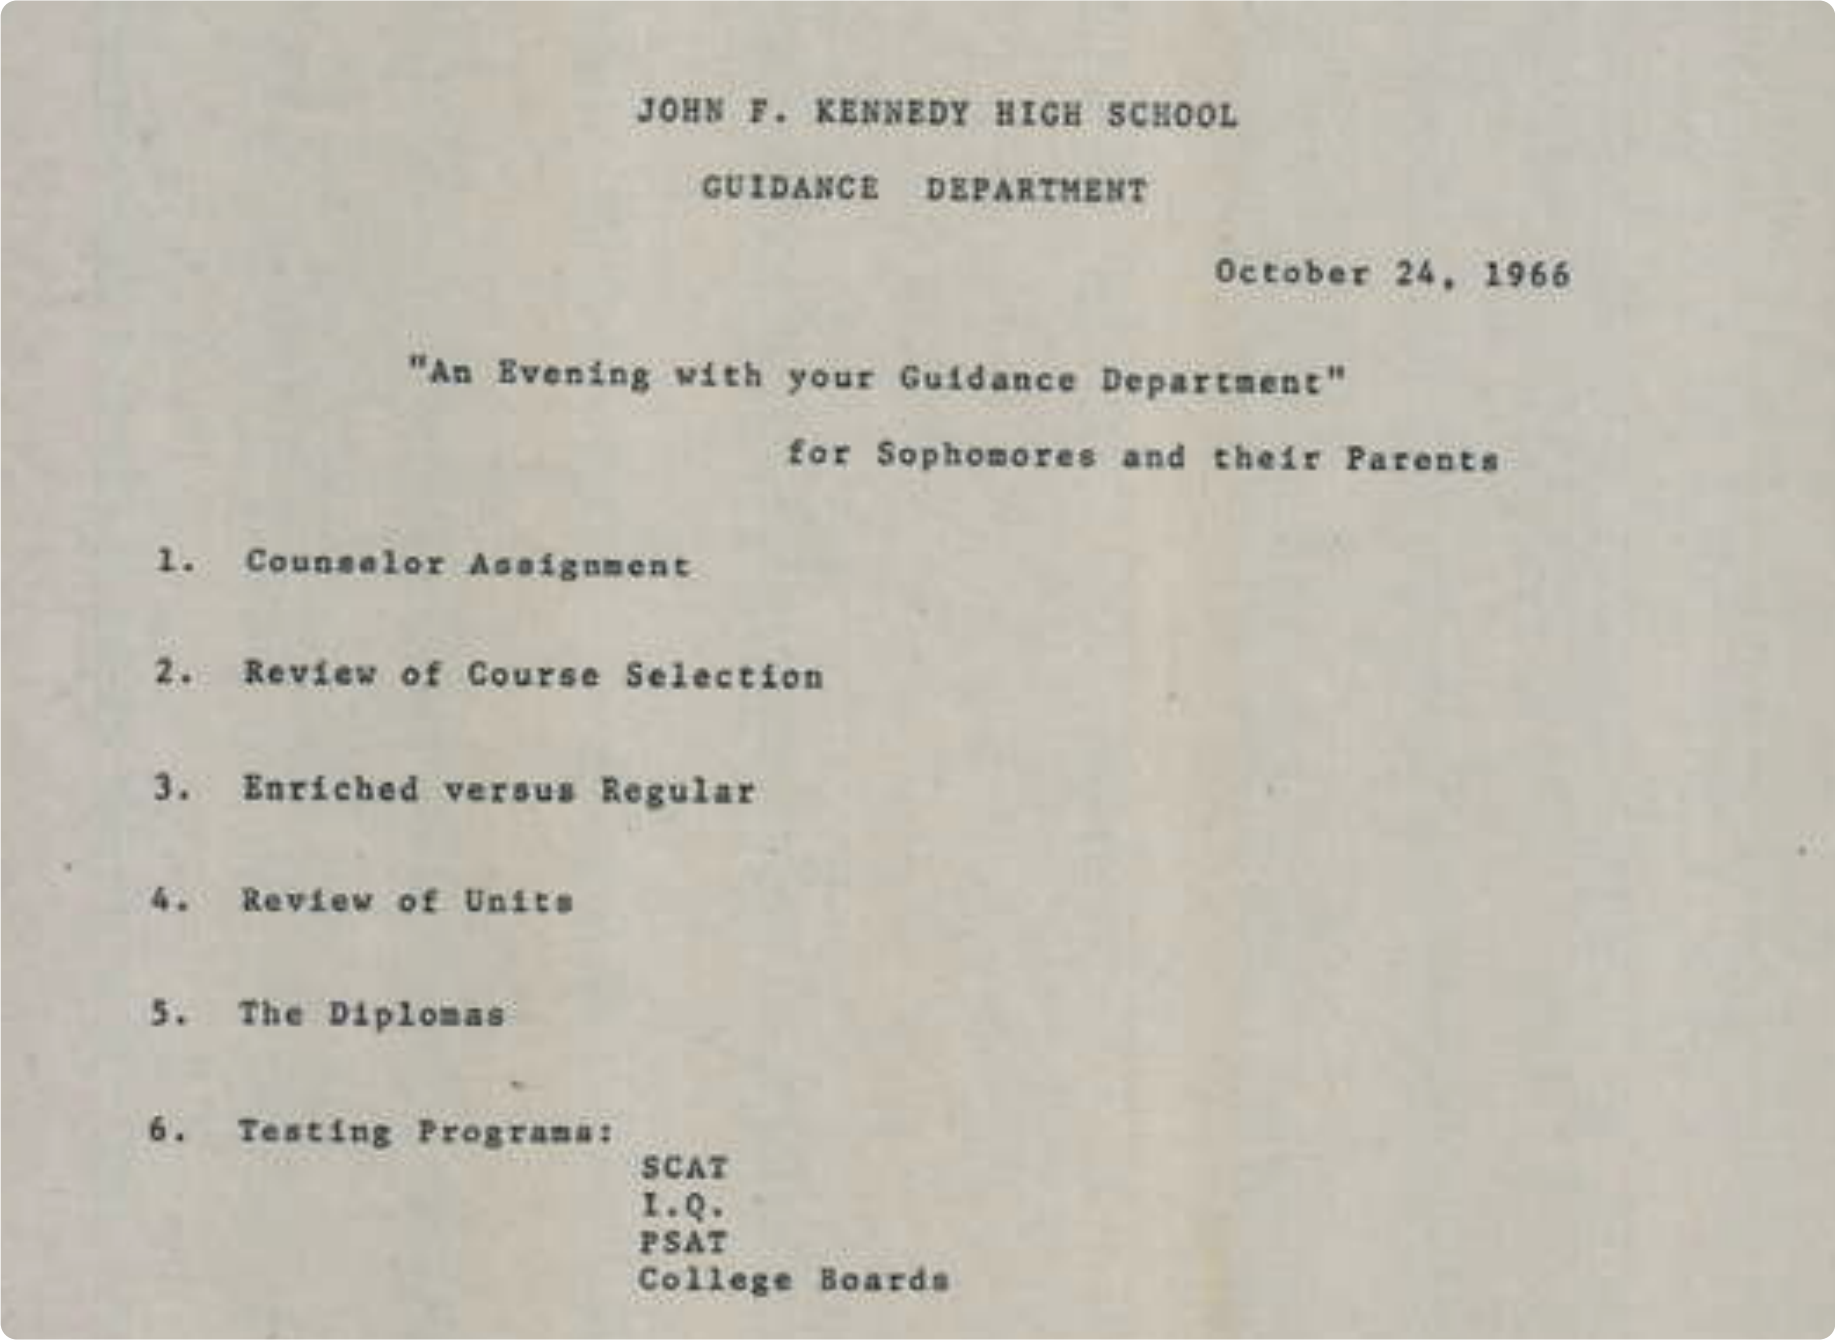 JOHN F. KENNEDY HIGH SCHOOL
GUIDANCE DEPARTMENT
October 24, 1966
"An Evening with your Guidance Department"
for Sophomores and their Parents
1. Counselor Assignment
2. Review of Course Selection
3. Enriched versus Regular
4. Review of Units
5. The Diplomas
6. Testing Programs:
SCAT
I.Q.
PSAT
College Boards